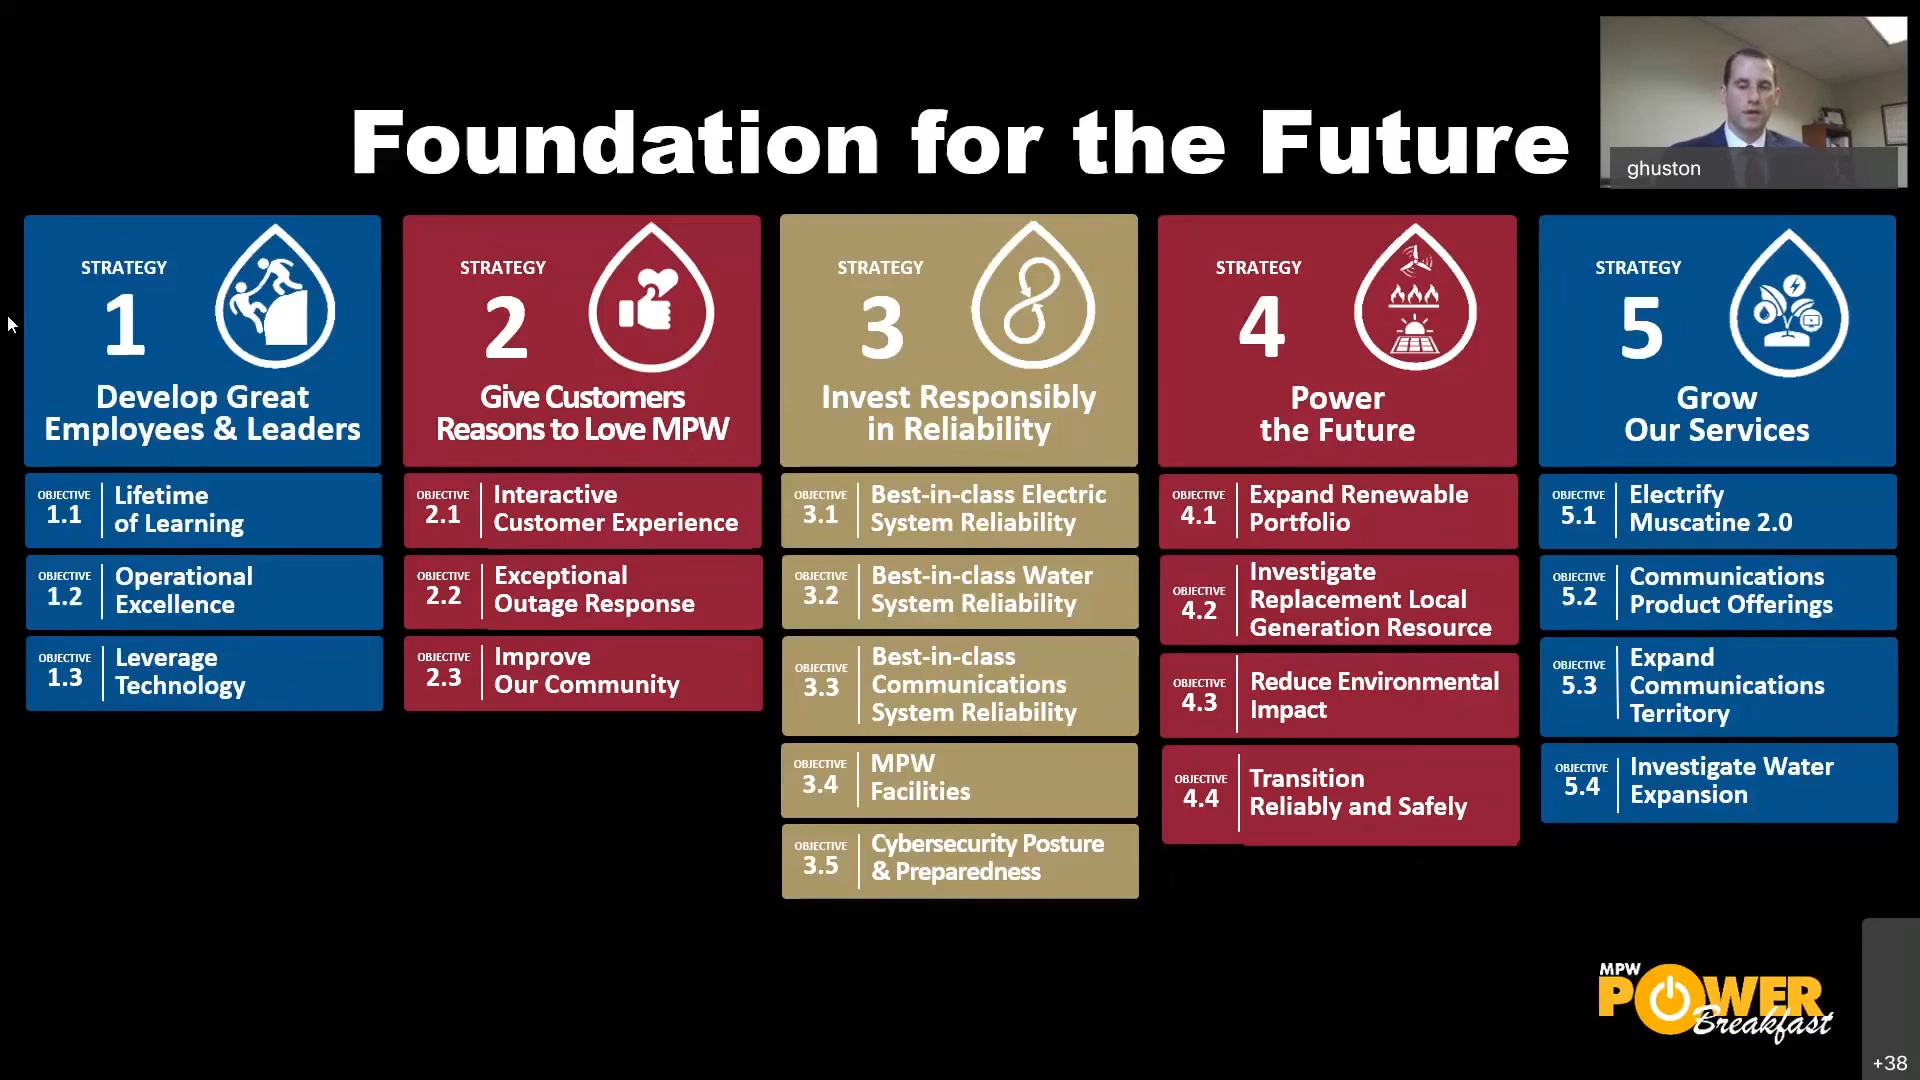 Foundation for the Future
ghuston
STRATEGY
1
Develop Great
Employees & Leaders
OBJECTIVE
1.1
Lifetime
of Learning
OBJECTIVE
1.2
Operational
Excellence
OBJECTIVE
1.3
Leverage
Technology
STRATEGY
2
Give Customers
Reasons to Love MPW
OBJECTIVE
2.1
Interactive
Customer Experience
OBJECTIVE
2.2
Exceptional
Outage Response
OBJECTIVE
2.3
Improve
Our Community
STRATEGY
3
Invest Responsibly
in Reliability
OBJECTIVE
3.1
Best-in-class Electric
System Reliability
OBJECTIVE
3.2
Best-in-class Water
System Reliability
OBJECTIVE
3.3
Best-in-class
Communications
System Reliability
OBJECTIVE
3.4
MPW
Facilities
OBJECTIVE
3.5
Cybersecurity Posture
& Preparedness
STRATEGY
4
Power
the Future
OBJECTIVE
4.1
Expand Renewable
Portfolio
OBJECTIVE
4.2
Investigate
Replacement Local
Generation Resource
OBJECTIVE
4.3
Reduce Environmental
Impact
OBJECTIVE
4.4
Transition
Reliably and Safely
STRATEGY
5
Grow
Our Services
OBJECTIVE
5.1
Electrify
Muscatine 2.0
OBJECTIVE
5.2
Communications
Product Offerings
OBJECTIVE
5.3
Expand
Communications
Territory
OBJECTIVE
5.4
Investigate Water
Expansion
MPW
POWER
Breakfast
+38